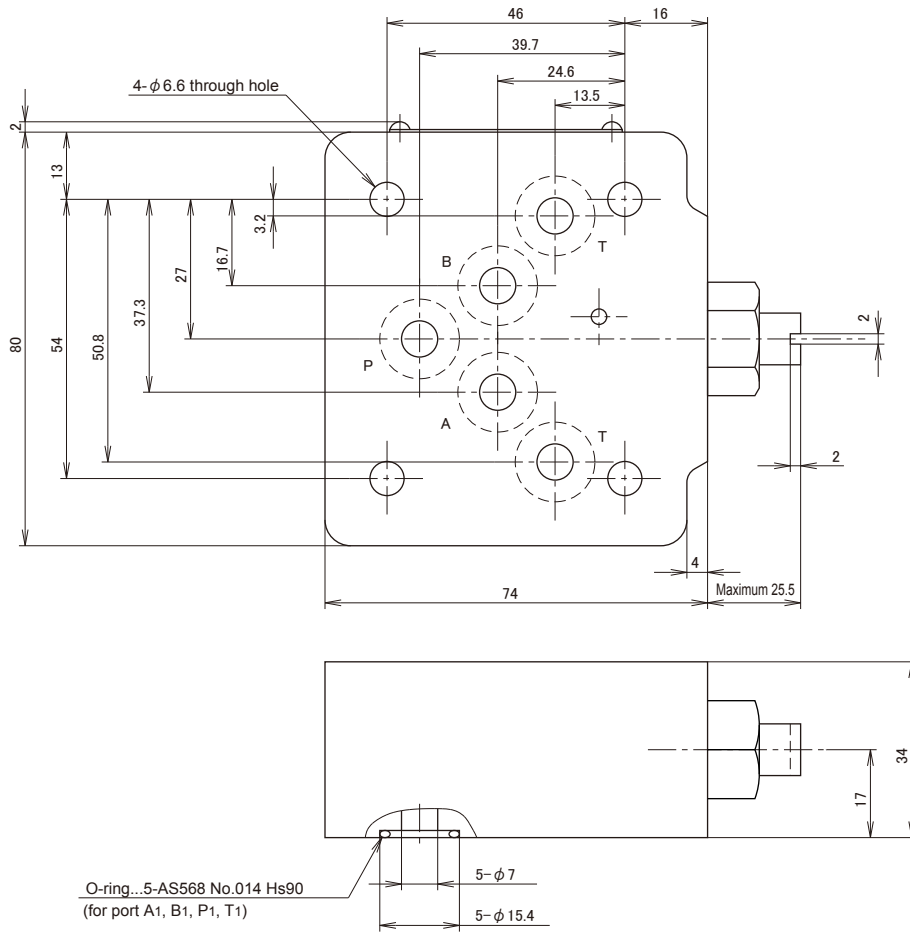 46
16
39.7
24.6
4-φ6.6 through hole
13.5
2
13
3.2
T
16.7
B
27
37.3
2
50.8
54
80
P
A
T
2
4
74
Maximum 25.5
34
17
O-ring...5-AS568 No.014 Hs90
(for port A1, B1, P1, T1)
5-φ7
5-φ15.4